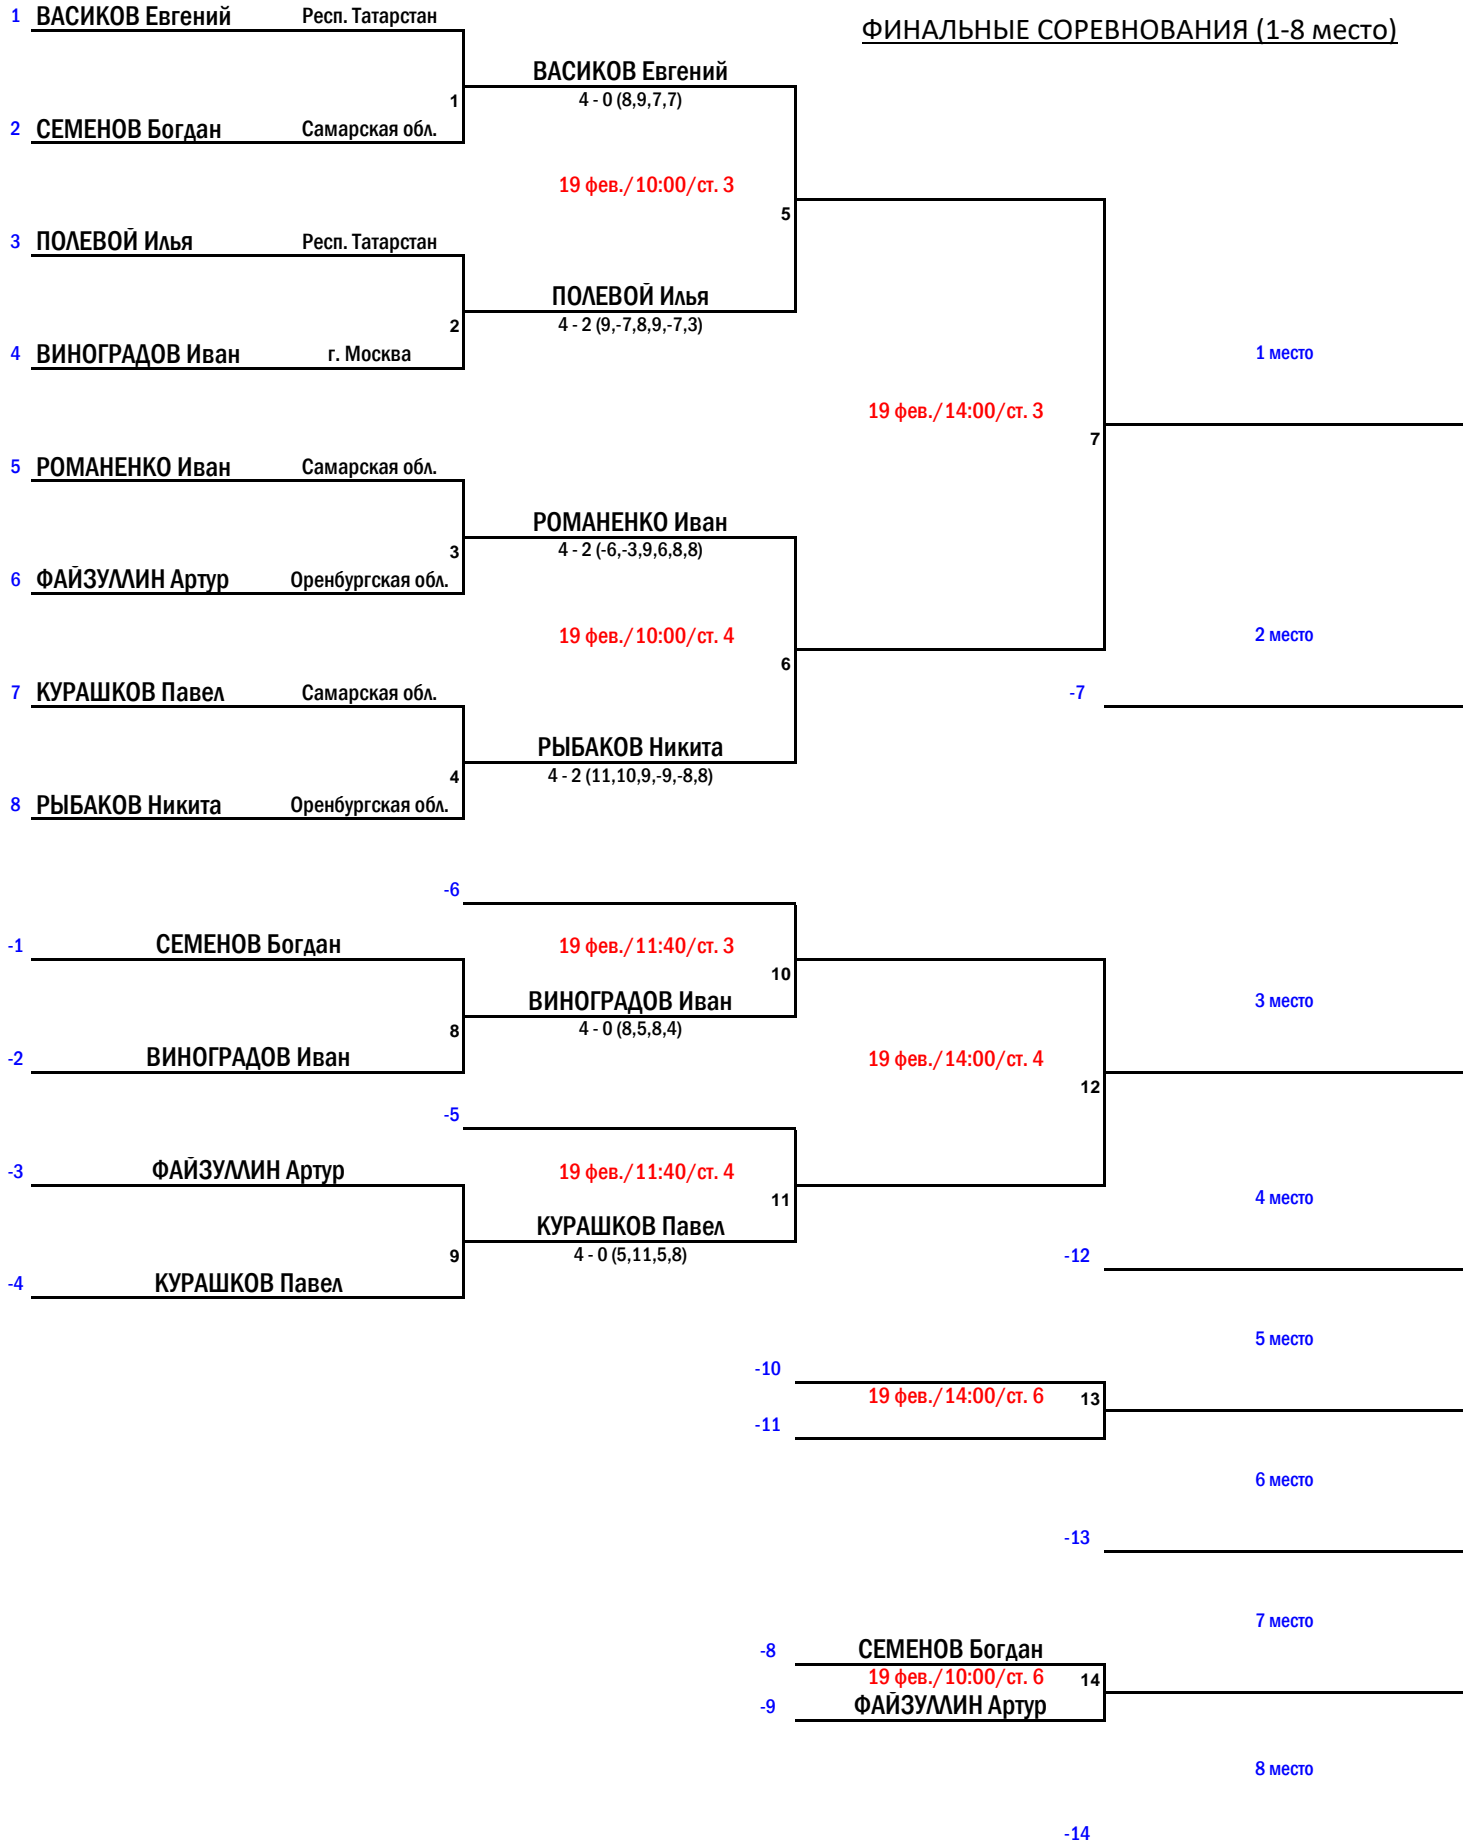 1 ВАСИКОВ Евгений Респ. Татарстан
ФИНАЛЬНЫЕ СОРЕВНОВАНИЯ (1-8 место)
ВАСИКОВ Евгений
1 4 - 0 (8,9,7,7)
2 СЕМЕНОВ Богдан Самарская обл.
19 фев./10:00/ст. 3
5
3 ПОЛЕВОЙ Илья Респ. Татарстан
ПОЛЕВОЙ Илья
2 4 - 2 (9,-7,8,9,-7,3)
4 ВИНОГРАДОВ Иван г. Москва
1 место
19 фев./14:00/ст. 3
7
5 РОМАНЕНКО Иван Самарская обл.
РОМАНЕНКО Иван
3 4 - 2 (-6,-3,9,6,8,8)
6 ФАЙЗУЛЛИН Артур Оренбургская обл.
19 фев./10:00/ст. 4
2 место
6
7 КУРАШКОВ Павел Самарская обл.
-7
РЫБАКОВ Никита
4 4 - 2 (11,10,9,-9,-8,8)
8 РЫБАКОВ Никита Оренбургская обл.
-6
-1 СЕМЕНОВ Богдан 19 фев./11:40/ст. 3
10
ВИНОГРАДОВ Иван
3 место
8 4 - 0 (8,5,8,4)
-2 ВИНОГРАДОВ Иван
19 фев./14:00/ст. 4
12
-5
-3 ФАЙЗУЛЛИН Артур 19 фев./11:40/ст. 4
11
4 место
КУРАШКОВ Павел
9 4 - 0 (5,11,5,8)
-12
-4 КУРАШКОВ Павел
5 место
-10
19 фев./14:00/ст. 6 13
-11
6 место
-13
7 место
-8 СЕМЕНОВ Богдан
19 фев./10:00/ст. 6 14
-9 ФАЙЗУЛЛИН Артур
8 место
-14